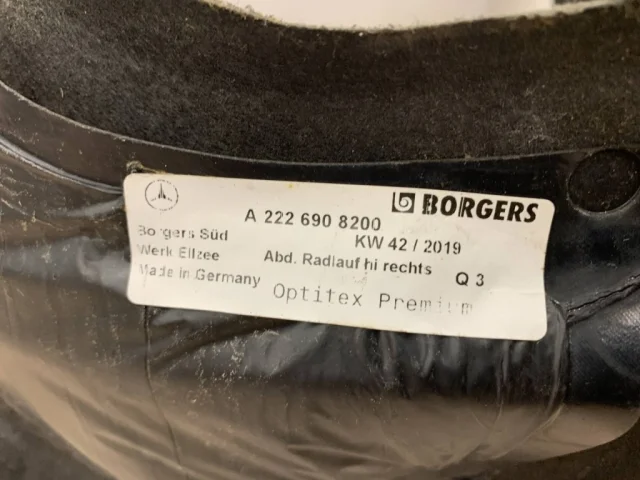 BORGERS
A 222 690 8200
KW 42 / 2019
Borgers Süd
Werk Ellzee
Abd. Radlauf hi rechts Q 3
Made in Germany
Optitex Premium